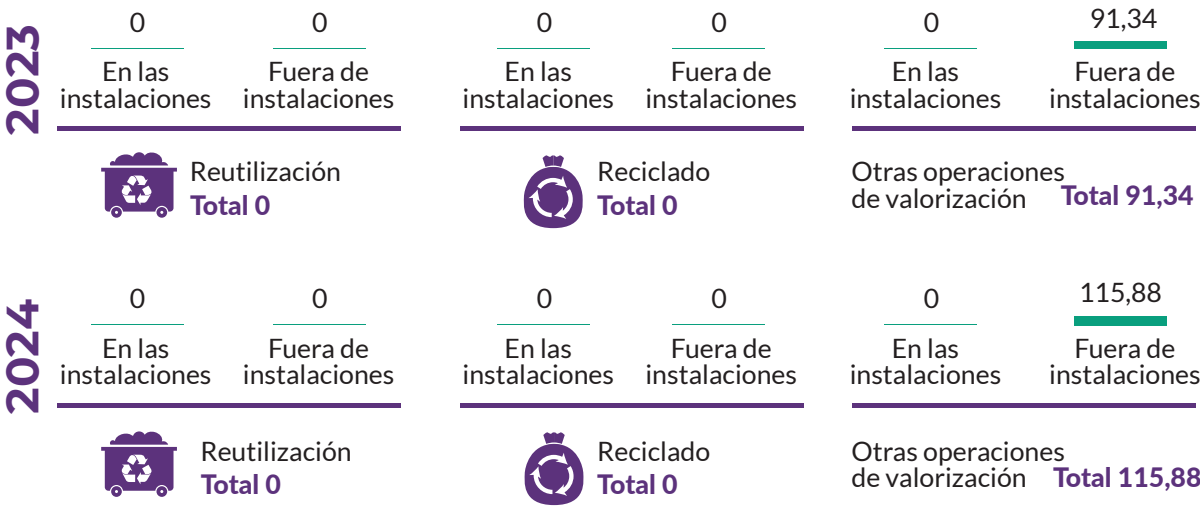 2023
0
En las
instalaciones
0
Fuera de
instalaciones
Reutilización
Total 0
0
En las
instalaciones
0
Fuera de
instalaciones
Reciclado
Total 0
0
En las
instalaciones
91,34
Fuera de
instalaciones
Otras operaciones
de valorización
Total 91,34
2024
0
En las
instalaciones
0
Fuera de
instalaciones
Reutilización
Total 0
0
En las
instalaciones
0
Fuera de
instalaciones
Reciclado
Total 0
0
En las
instalaciones
115,88
Fuera de
instalaciones
Otras operaciones
de valorización
Total 115,88